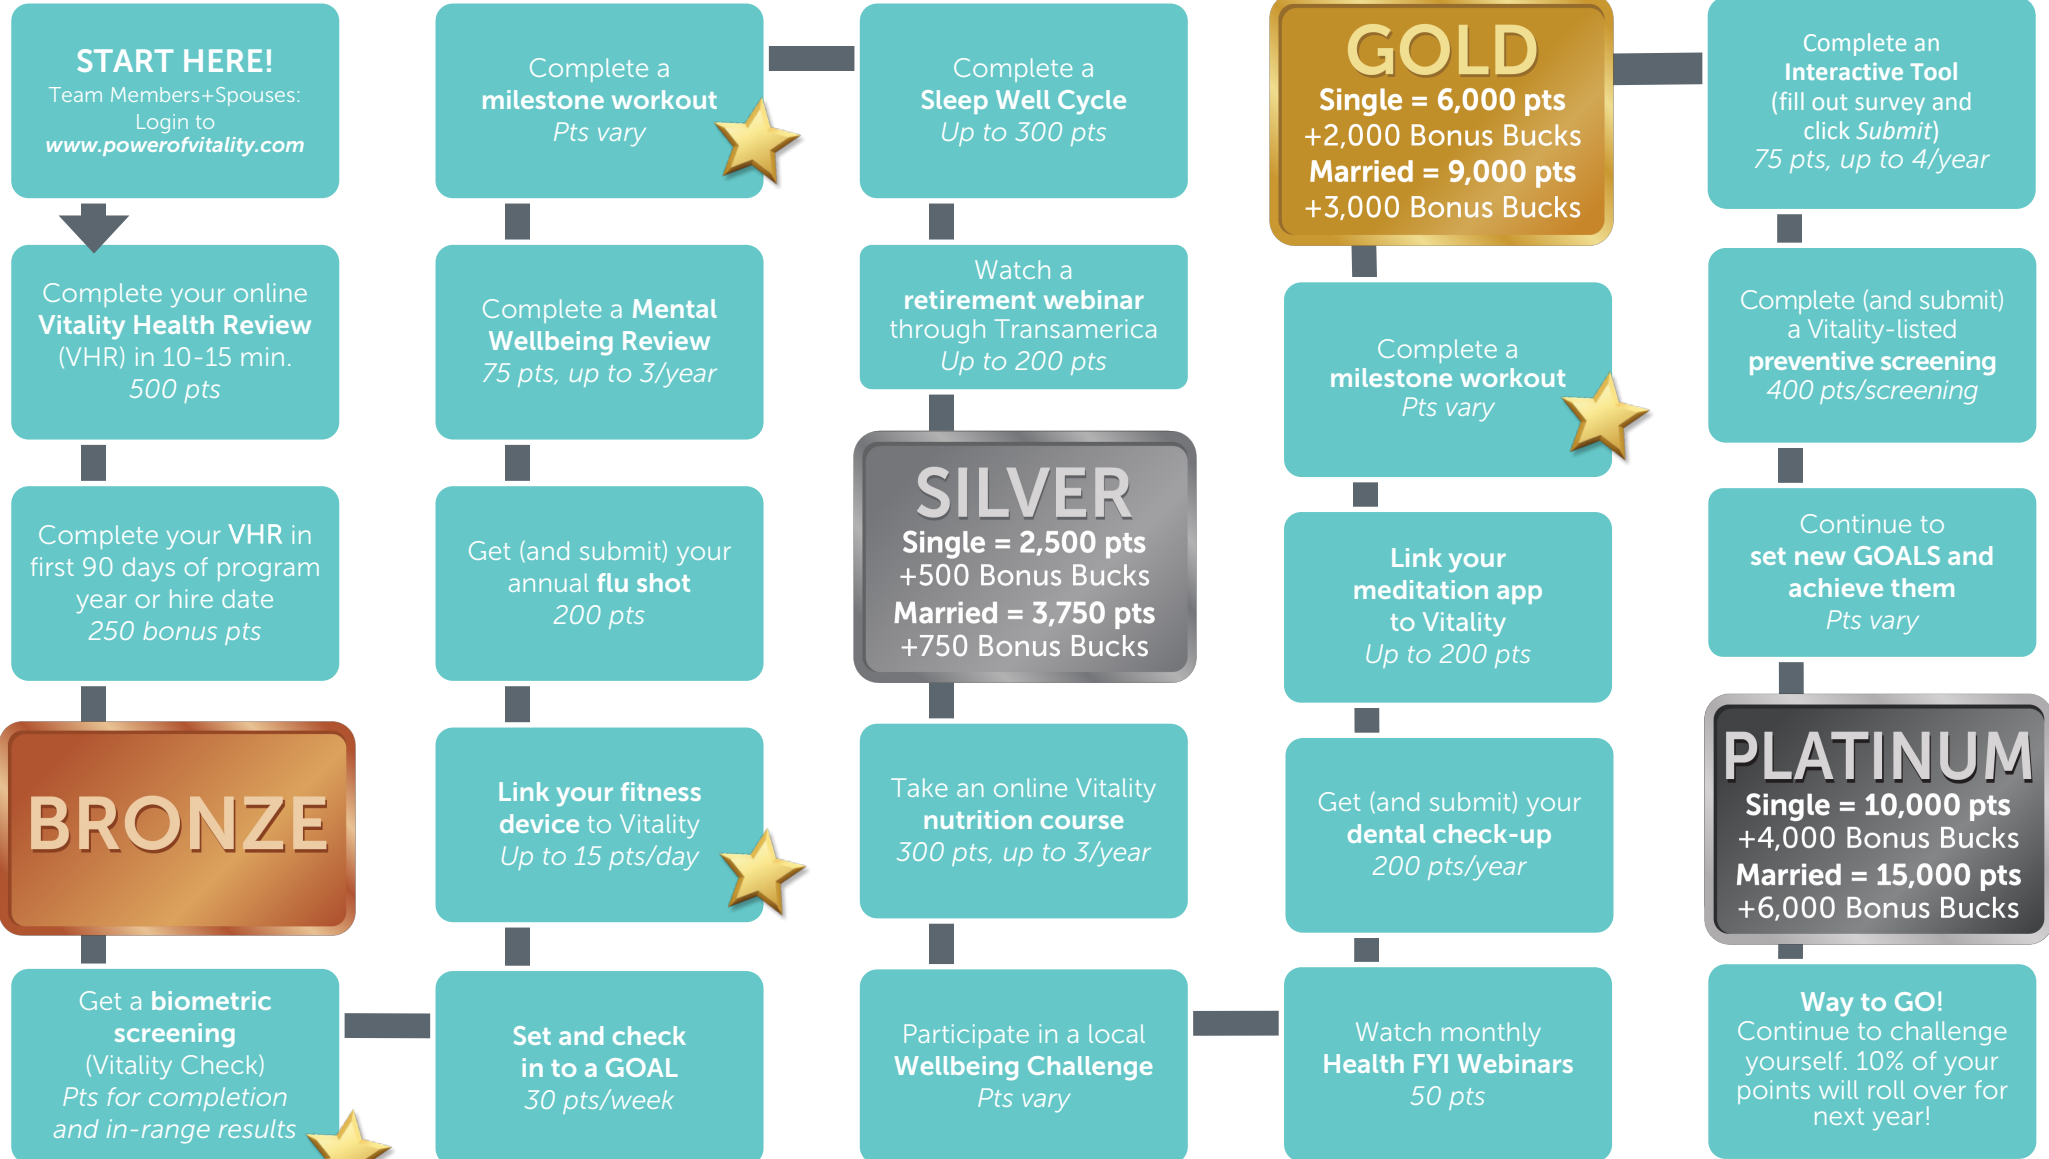 START HERE!
Team Members+Spouses:
Login to
www.powerofvitality.com
Complete your online
Vitality Health Review
(VHR) in 10-15 min.
500 pts
Complete your VHR in
first 90 days of program
year or hire date
250 bonus pts
BRONZE
Get a biometric
screening
(Vitality Check)
Pts for completion
and in-range results
Set and check
in to a GOAL
30 pts/week
Link your fitness
device to Vitality
Up to 15 pts/day
Get (and submit) your
annual flu shot
200 pts
Complete a Mental
Wellbeing Review
75 pts, up to 3/year
Complete a
milestone workout
Pts vary
Complete a
Sleep Well Cycle
Up to 300 pts
Watch a
retirement webinar
through Transamerica
Up to 200 pts
SILVER
Single = 2,500 pts
+500 Bonus Bucks
Married = 3,750 pts
+750 Bonus Bucks
Take an online Vitality
nutrition course
300 pts, up to 3/year
Participate in a local
Wellbeing Challenge
Pts vary
Watch monthly
Health FYI Webinars
50 pts
Get (and submit) your
dental check-up
200 pts/year
Link your
meditation app
to Vitality
Up to 200 pts
Complete a
milestone workout
Pts vary
GOLD
Single = 6,000 pts
+2,000 Bonus Bucks
Married = 9,000 pts
+3,000 Bonus Bucks
Complete an
Interactive Tool
(fill out survey and
click Submit)
75 pts, up to 4/year
Complete (and submit)
a Vitality-listed
preventive screening
400 pts/screening
Continue to
set new GOALS and
achieve them
Pts vary
PLATINUM
Single = 10,000 pts
+4,000 Bonus Bucks
Married = 15,000 pts
+6,000 Bonus Bucks
Way to GO!
Continue to challenge
yourself. 10% of your
points will roll over for
next year!